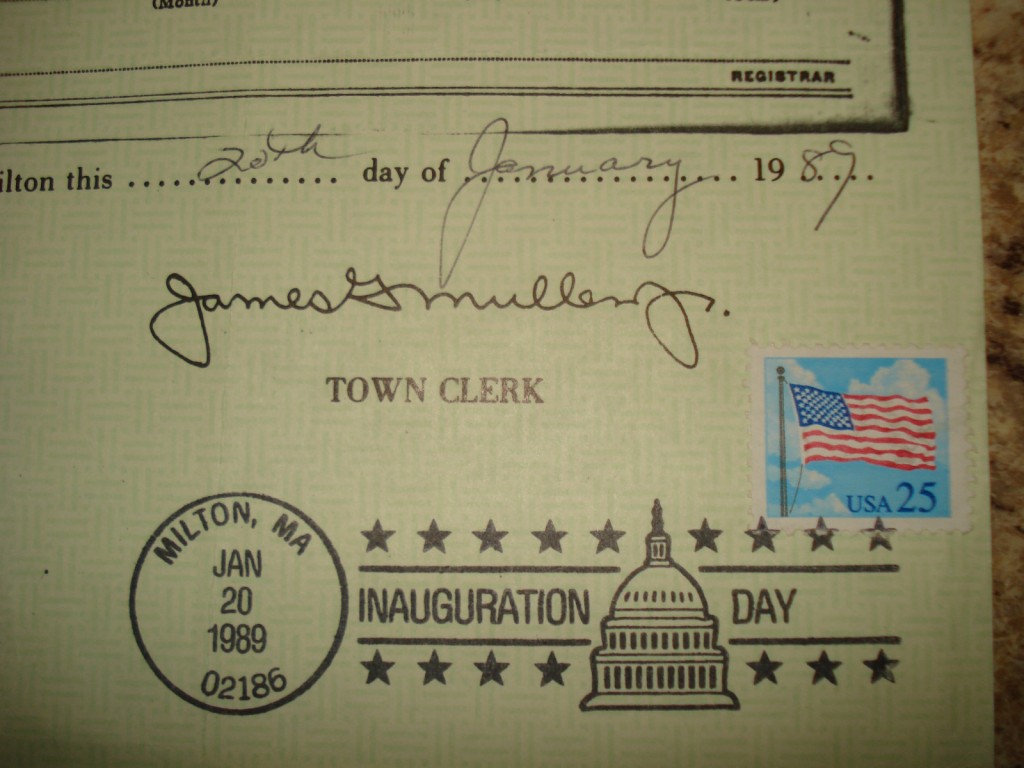 (Month)
REGISTRAR
ilton this .............. 20th day of January 1989
James G Mullen Jr.
TOWN CLERK
USA 25
MILTON, MA
JAN
20
1989
02186
INAUGURATION DAY